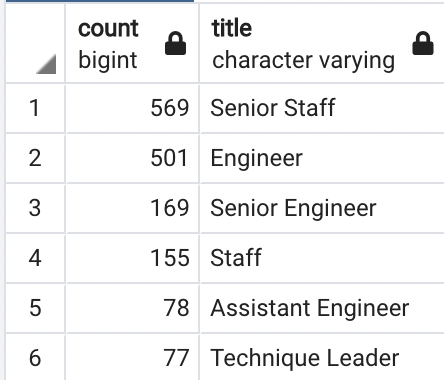 count title
bigint character varying
1 569 Senior Staff
2 501 Engineer
3 169 Senior Engineer
4 155 Staff
5 78 Assistant Engineer
6 77 Technique Leader